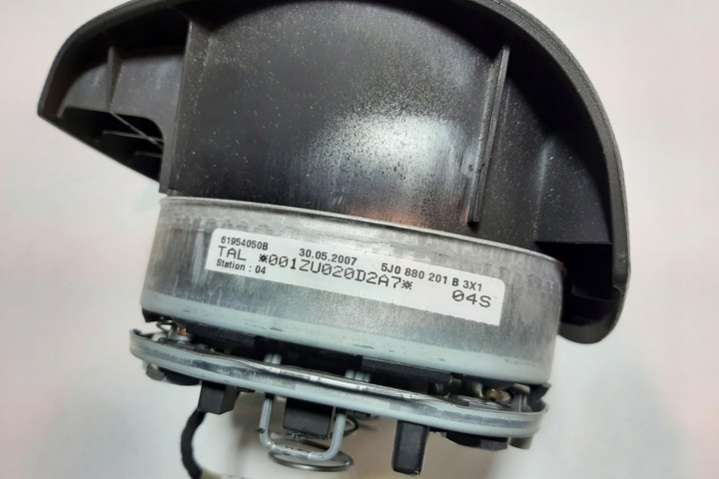 61954050B 30.05.2007 5J0 880 201 B 3X1
TAL *001ZU020D2A7*
Station : 04 04S